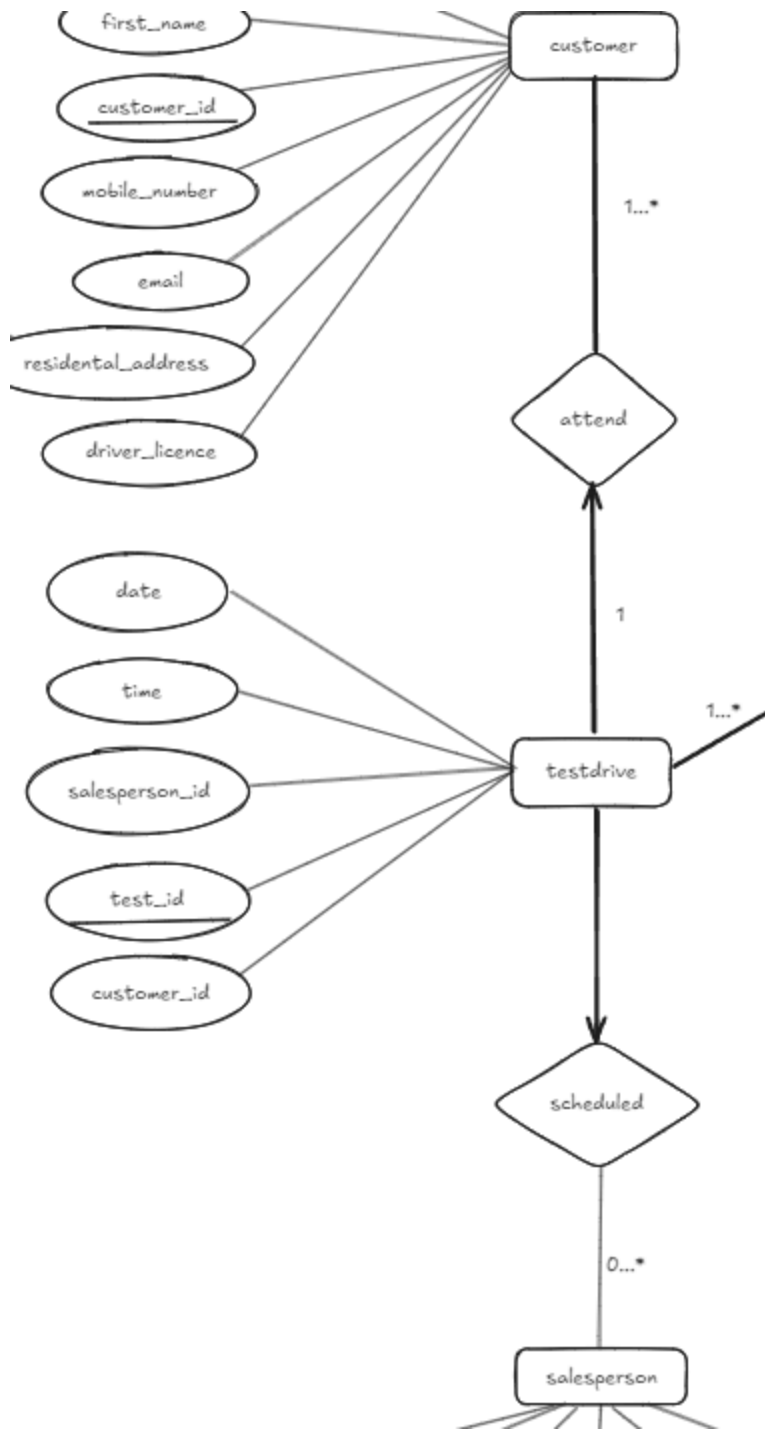 first_name
customer
customer_id
mobile_number
1...*
email
residental_address
attend
driver_licence
date
1
time
1...*
testdrive
salesperson_id
test_id
customer_id
scheduled
0...*
salesperson